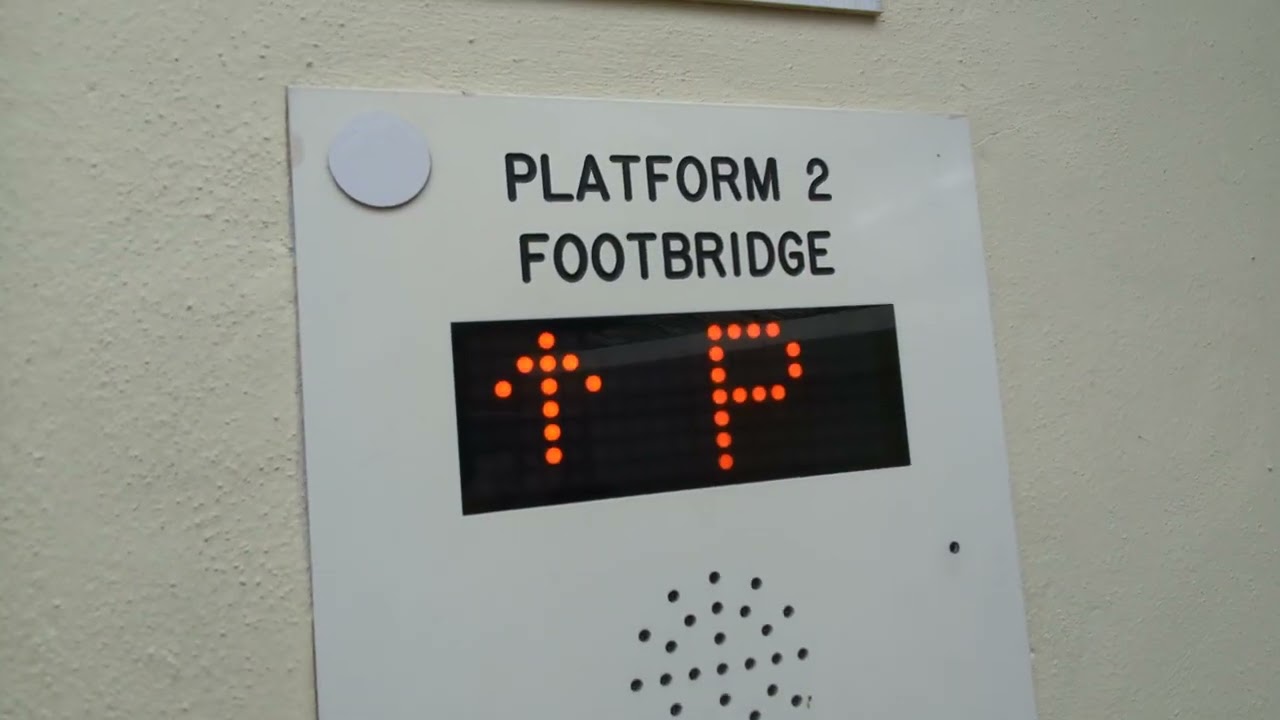 PLATFORM 2
FOOTBRIDGE
↑ P